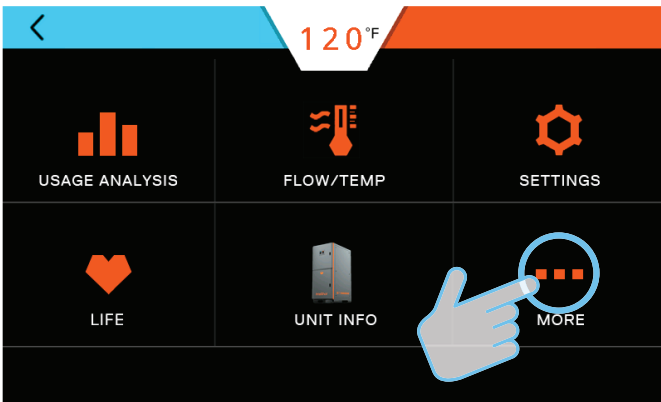 120°F
USAGE ANALYSIS
FLOW/TEMP
SETTINGS
LIFE
UNIT INFO
MORE